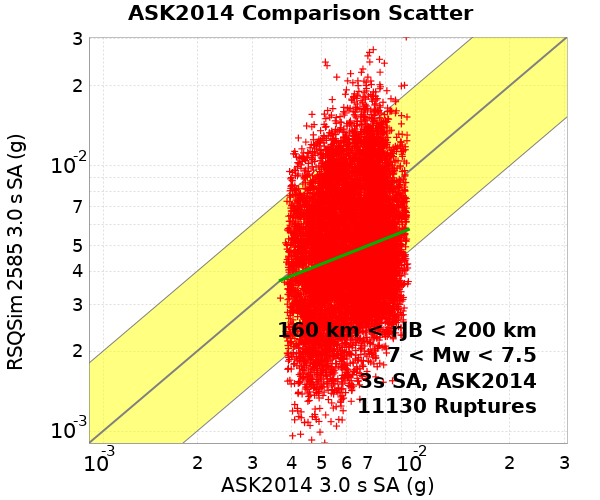 ASK2014 Comparison Scatter
RSQSim 2585 3.0 s SA (g)
3
2
10-2
7
5
4
3
2
10-3
160 km < rJB < 200 km
7 < Mw < 7.5
3s SA, ASK2014
11130 Ruptures
10-3 2 3 4 5 6 7 10-2 2 3
ASK2014 3.0 s SA (g)